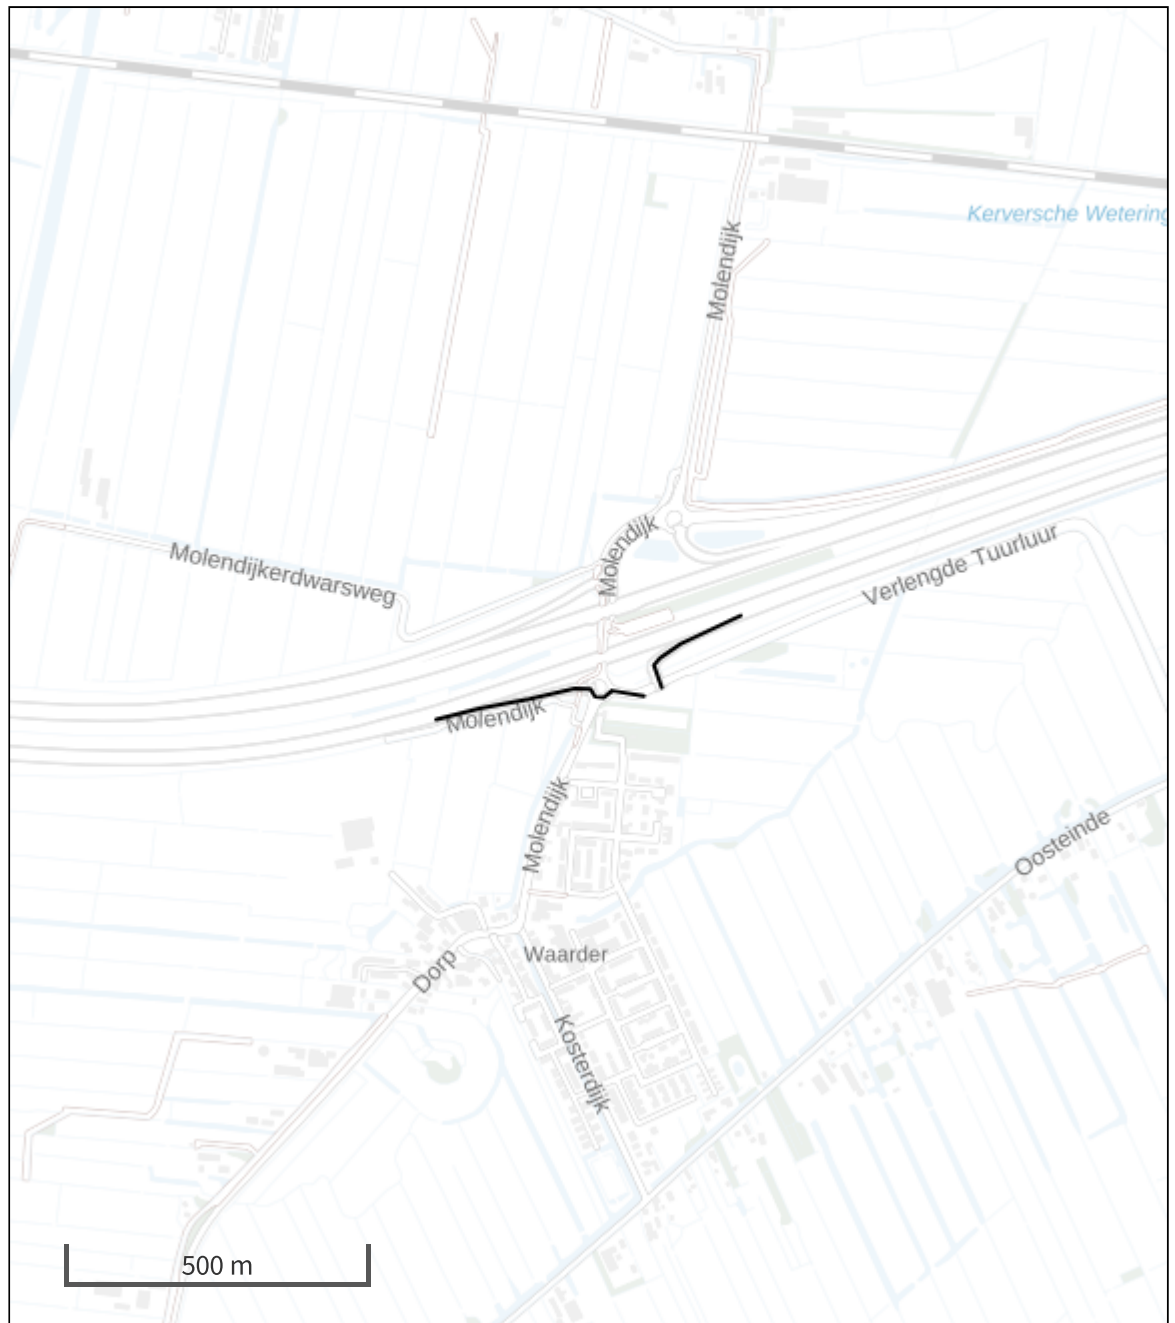 Kerversche Wetering
Molendijk
Molendijk
Molendijkerdwarsweg
Verlengde Tuurluur
Molendijk
Molendijk
Oosteinde
Waarder
Dorp
Kosterdijk
500 m